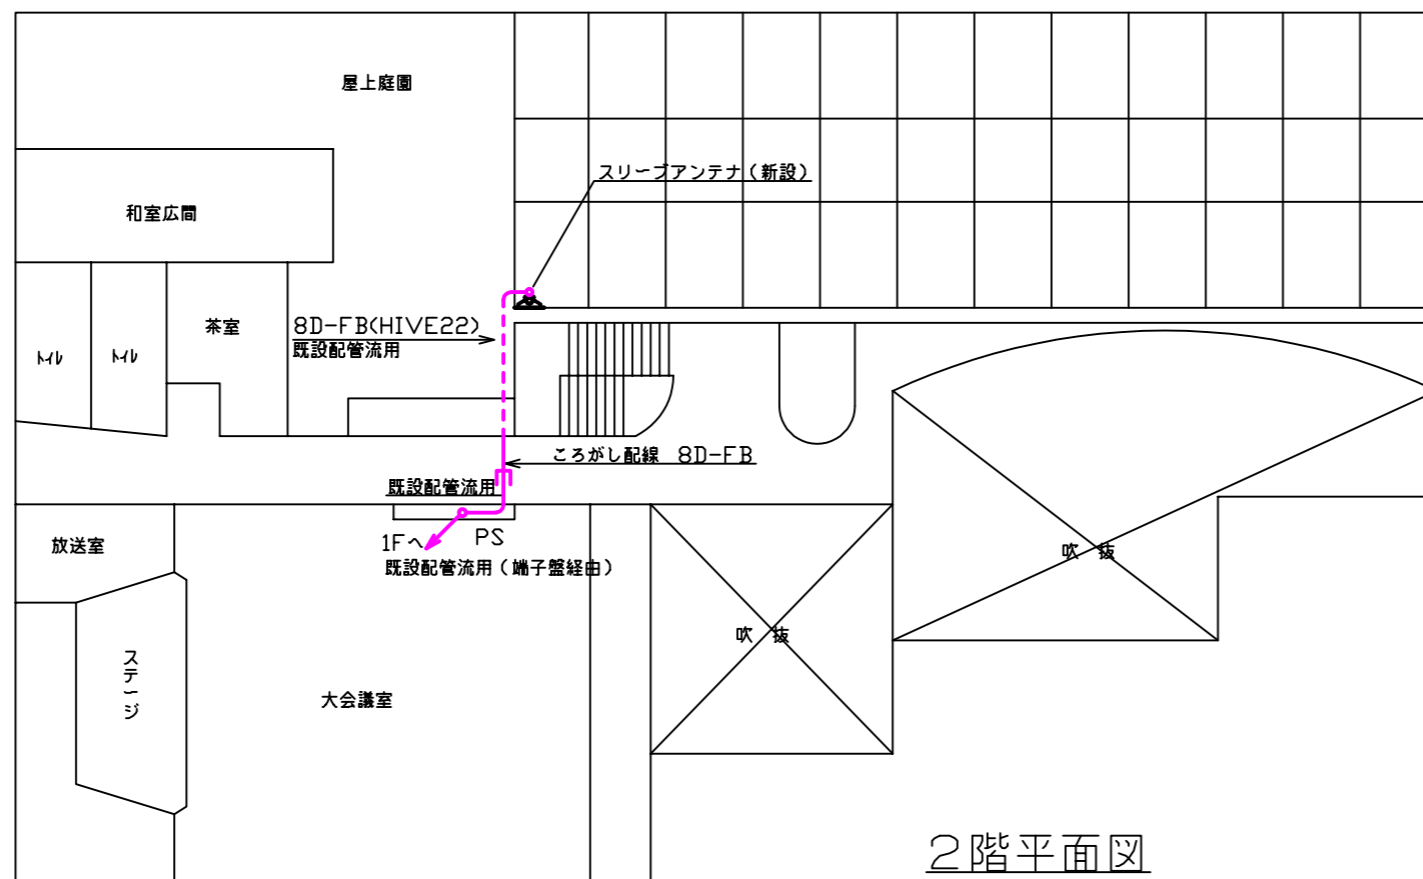 屋上庭園
スリーブアンテナ（新設）
和室広間
茶室
トイレ
トイレ
8D-FB(HIVE22)
既設配管流用
ころがし配線 8D-FB
既設配管流用
放送室
1Fへ
PS
既設配管流用（端子盤経由）
吹 抜
吹 抜
ステージ
大会議室
2階平面図